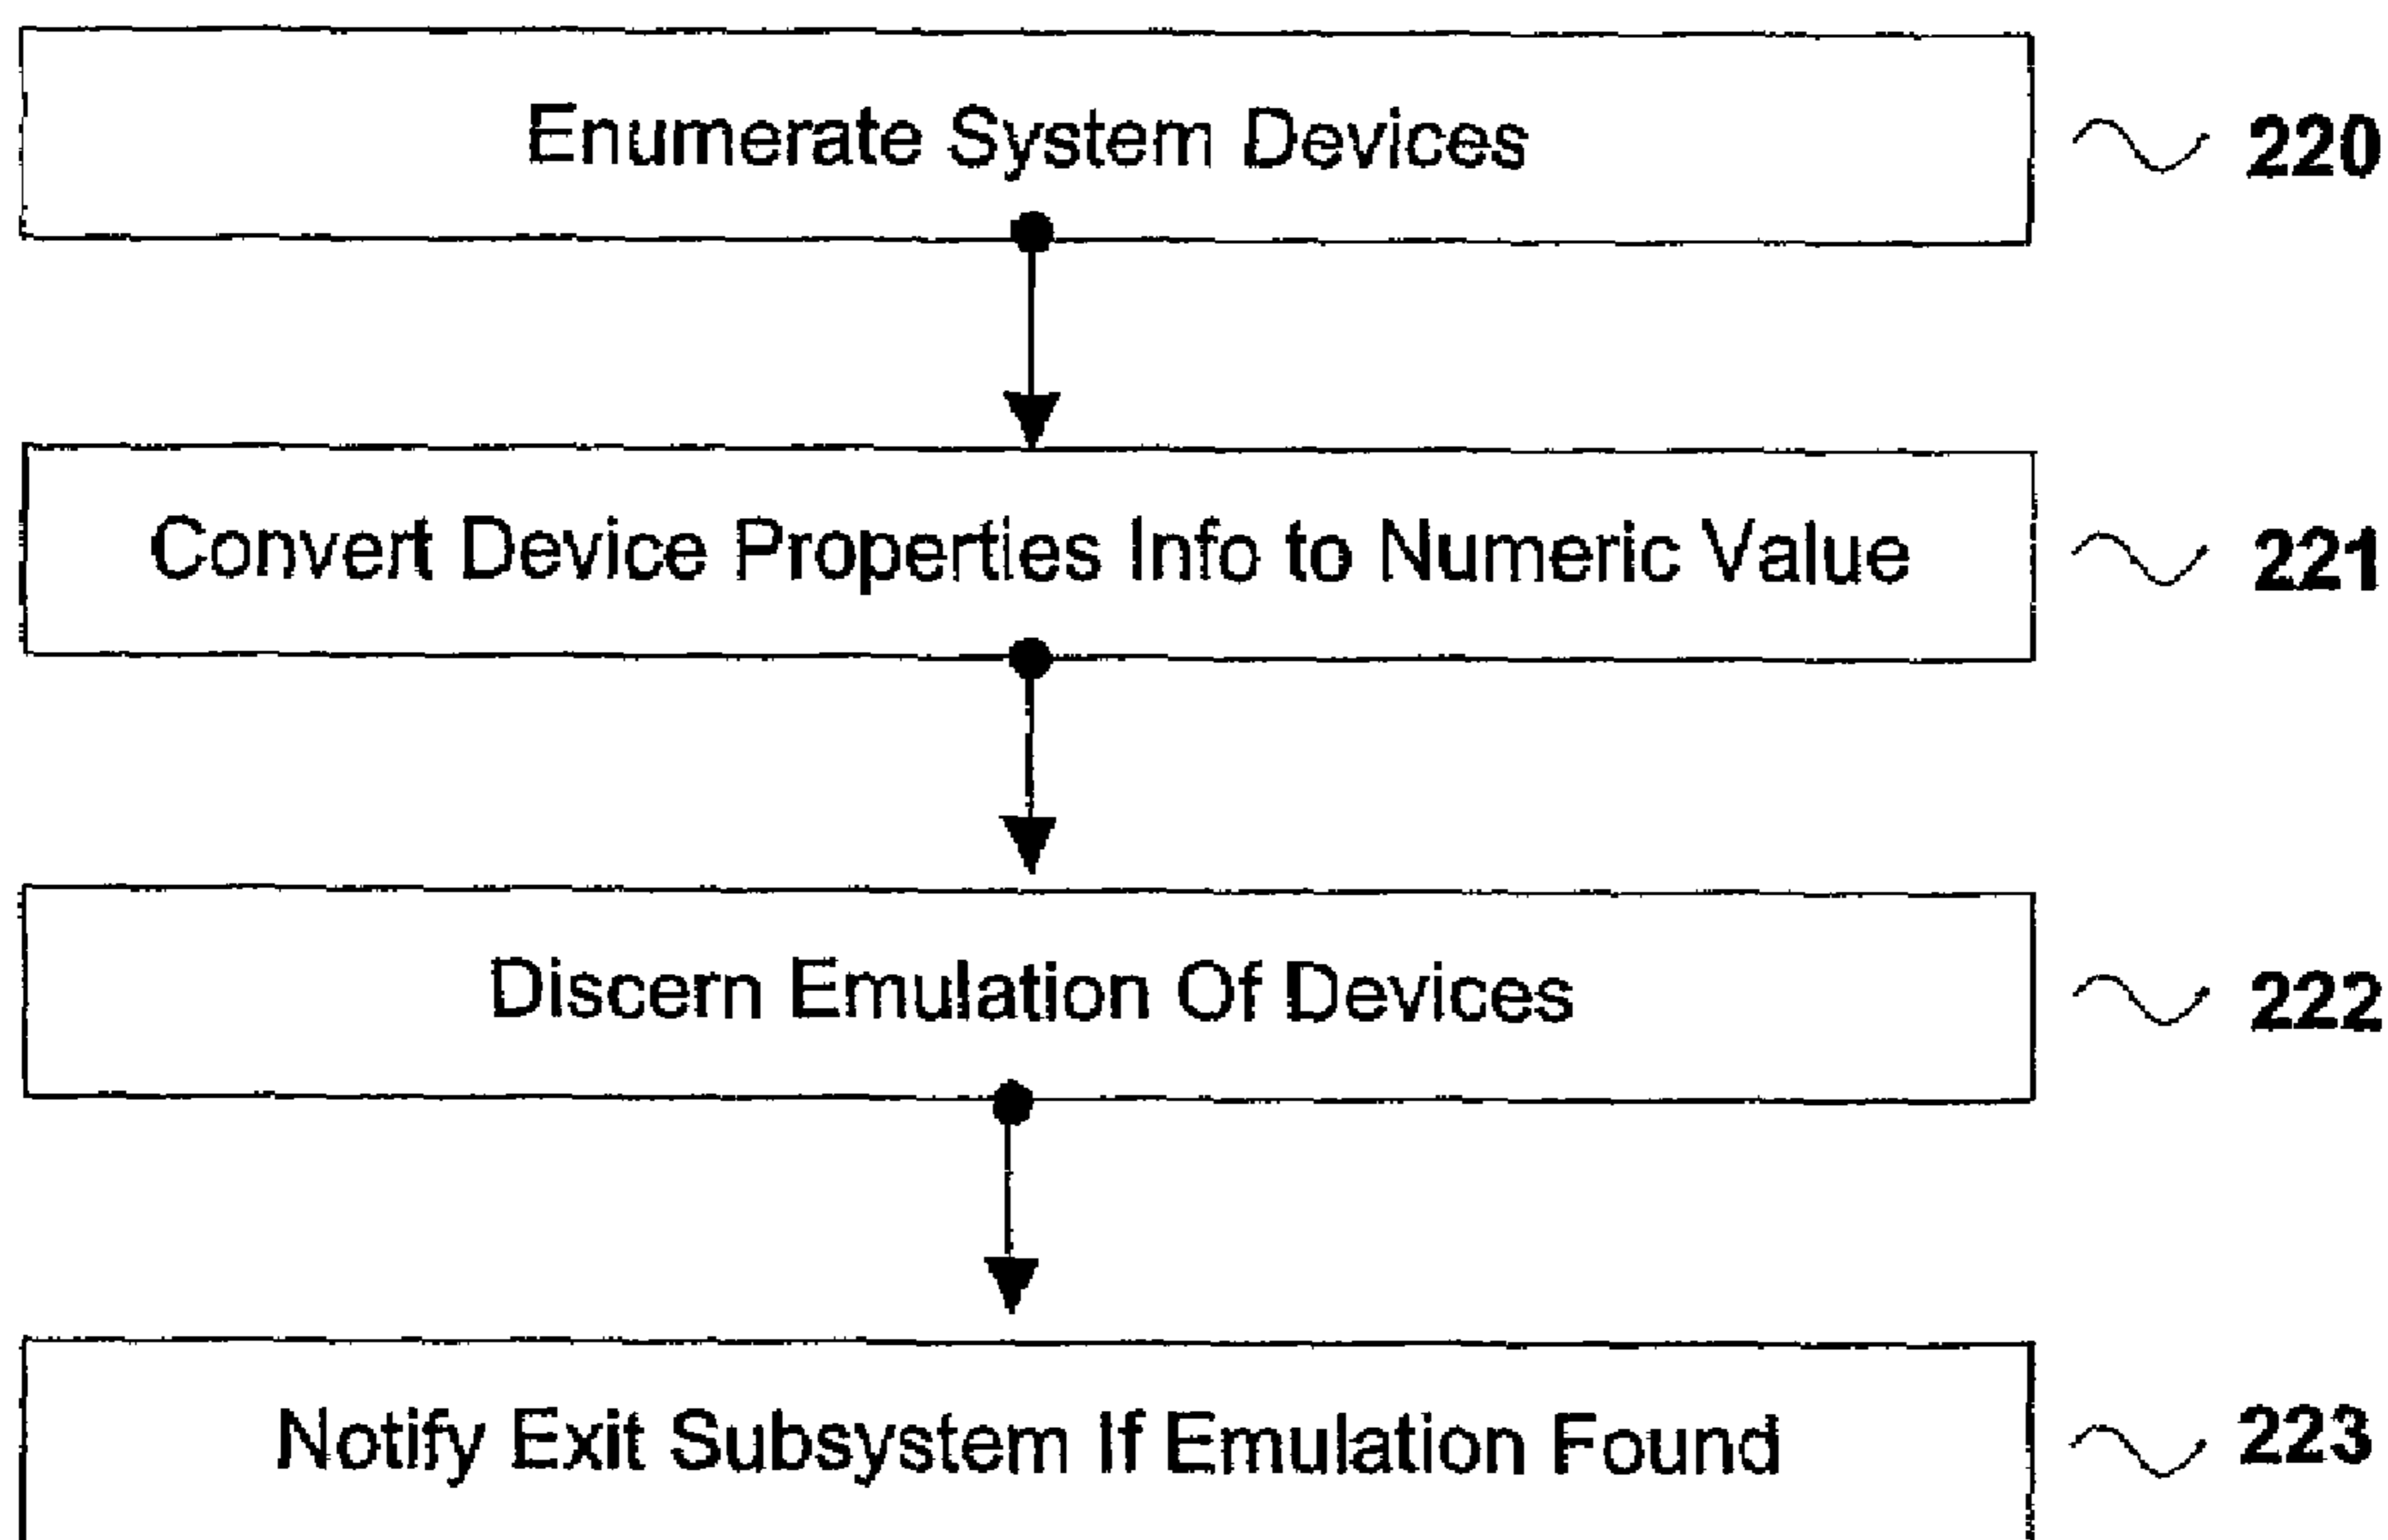 Enumerate System Devices 220
Convert Device Properties Info to Numeric Value 221
Discern Emulation Of Devices 222
Notify Exit Subsystem If Emulation Found 223